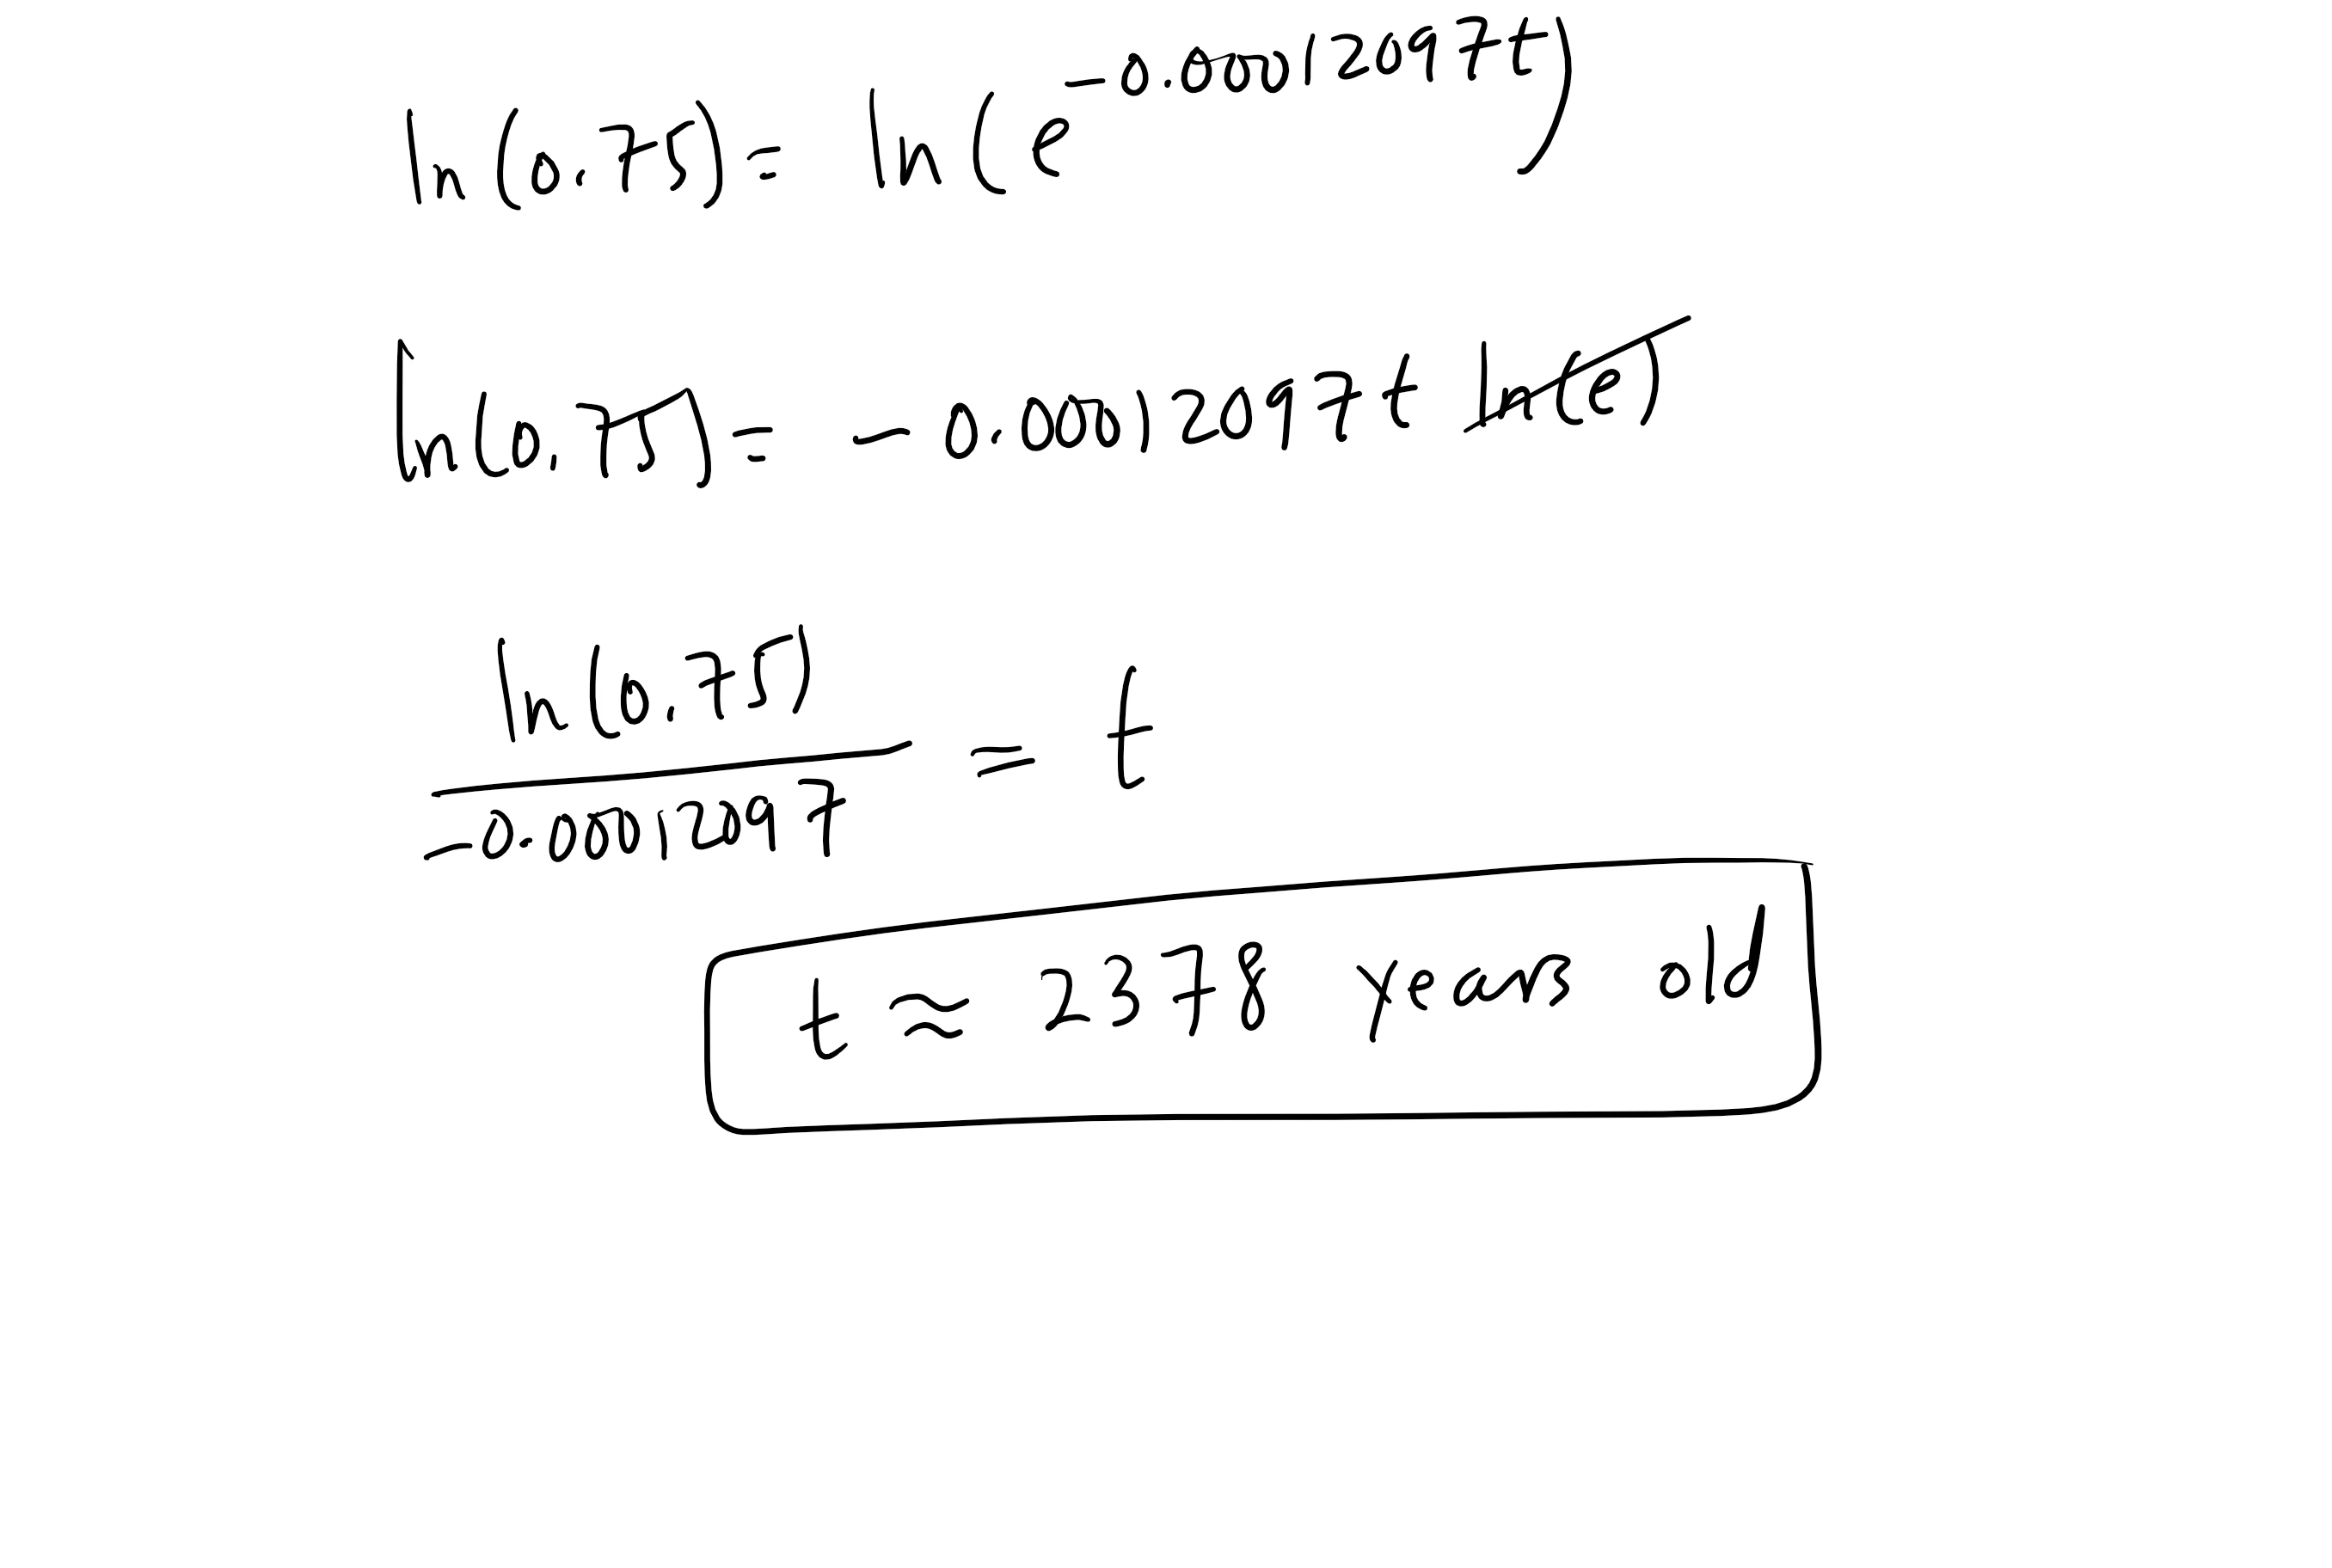 ln(0.75) = ln(e^-0.00012097t)
ln(0.75) = -0.00012097t ln(e)
ln(0.75)
-0.00012097 = t
t ≈ 2378 years old